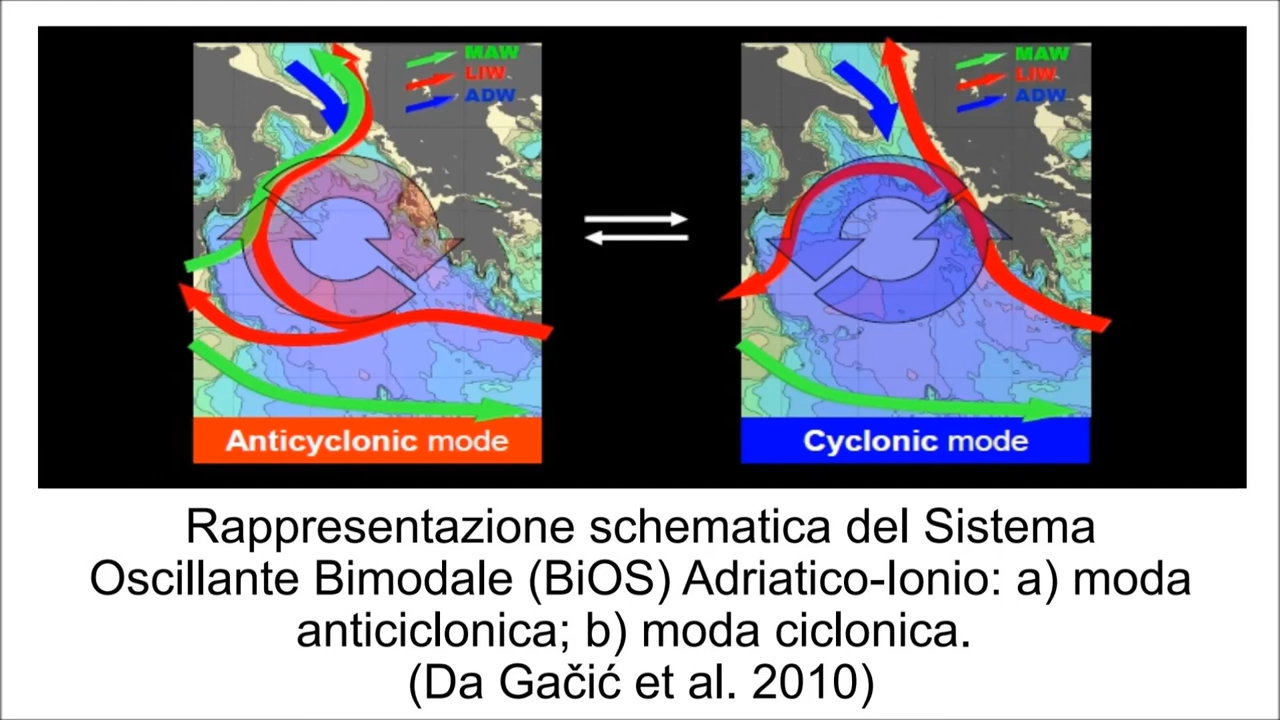 MAW
LIW
ADW
MAW
LIW
ADW
Anticyclonic mode
Cyclonic mode
Rappresentazione schematica del Sistema
Oscillante Bimodale (BiOS) Adriatico-Ionio: a) moda
anticiclonica; b) moda ciclonica.
(Da Gačić et al. 2010)